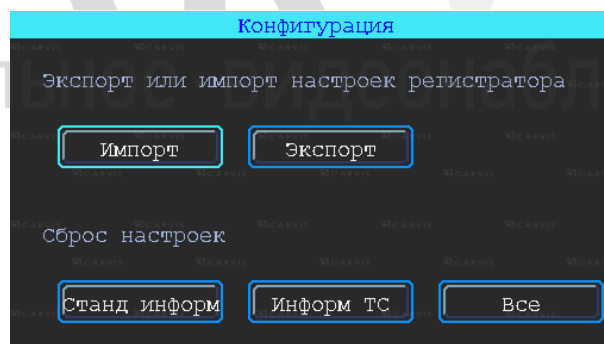 Конфигурация
Экспорт или импорт настроек регистратора
Импорт Экспорт
Сброс настроек
Станд информ Информ ТС Все